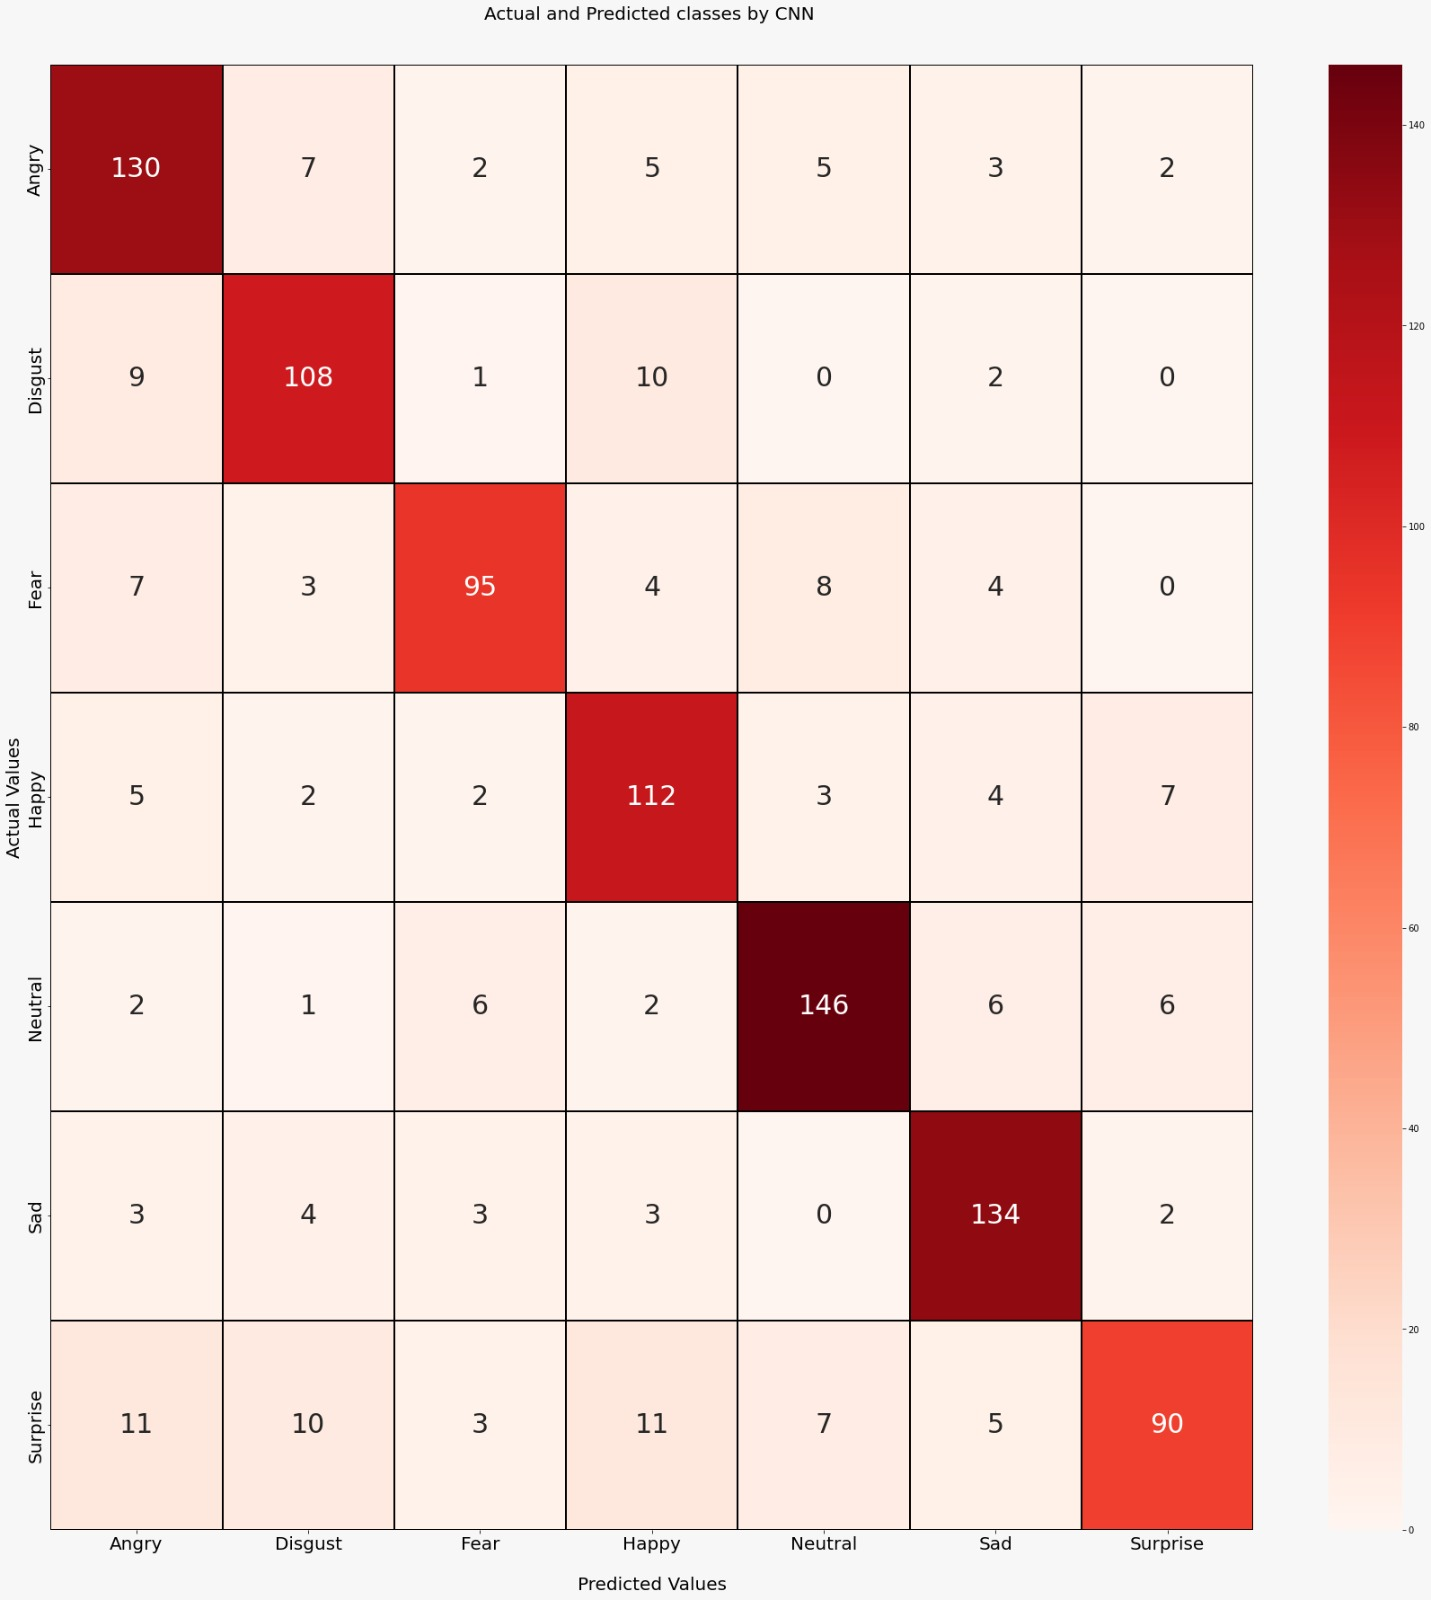 Actual and Predicted classes by CNN
Angry 130 7 2 5 5 3 2
Disgust 9 108 1 10 0 2 0
Fear 7 3 95 4 8 4 0
Actual Values
Happy 5 2 2 112 3 4 7
Neutral 2 1 6 2 146 6 6
Sad 3 4 3 3 0 134 2
Surprise 11 10 3 11 7 5 90
Angry Disgust Fear Happy Neutral Sad Surprise
Predicted Values
140
120
100
80
60
40
20
0